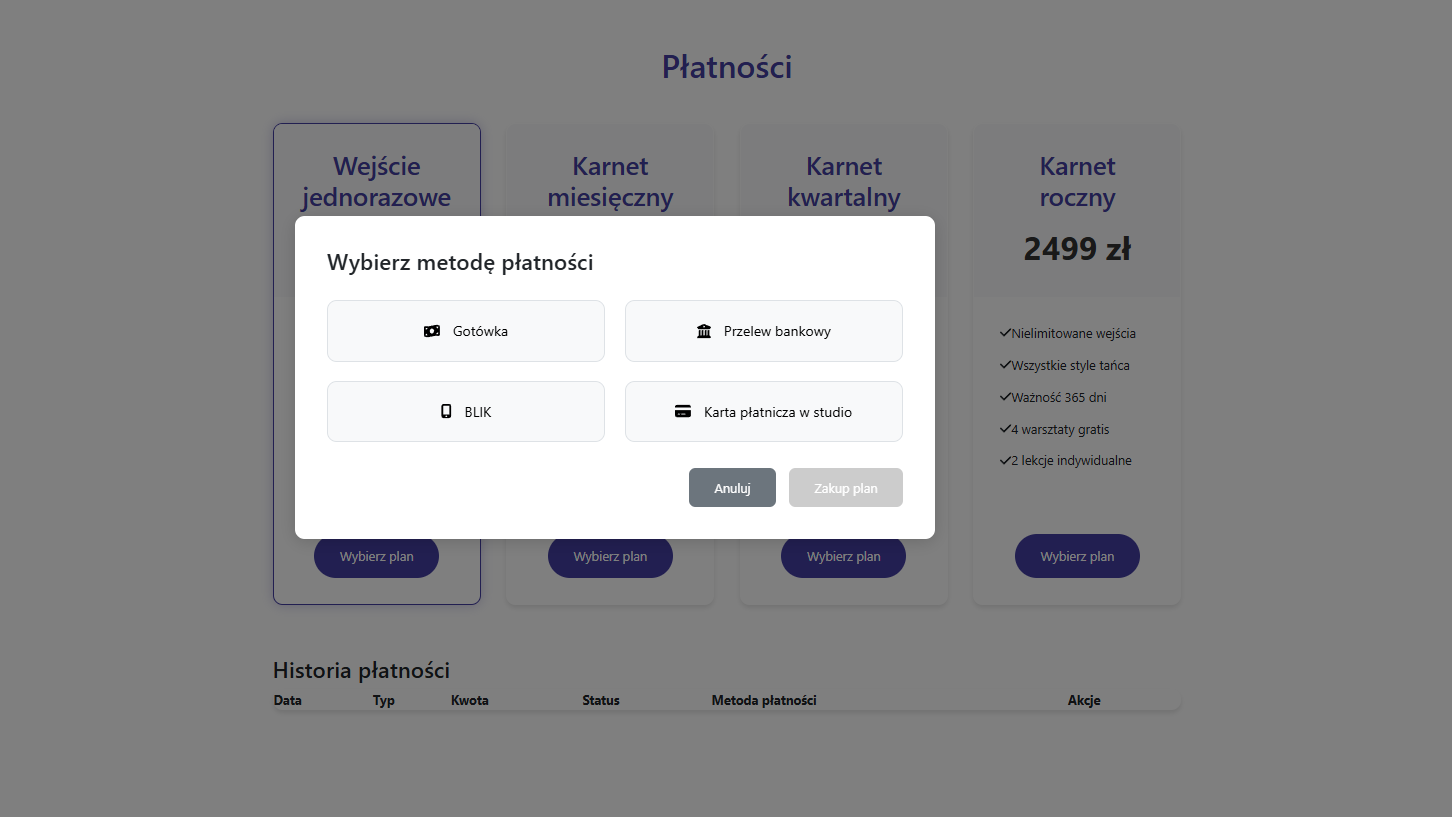 Płatności
Wejście
jednorazowe
Karnet
miesięczny
Karnet
kwartalny
Karnet
roczny
2499 zł
Nielimitowane wejścia
Wszystkie style tańca
Ważność 365 dni
4 warsztaty gratis
2 lekcje indywidualne
Wybierz metodę płatności
Gotówka
Przelew bankowy
BLIK
Karta płatnicza w studio
Anuluj
Zakup plan
Wybierz plan
Wybierz plan
Wybierz plan
Wybierz plan
Historia płatności
Data Typ Kwota Status Metoda płatności Akcje